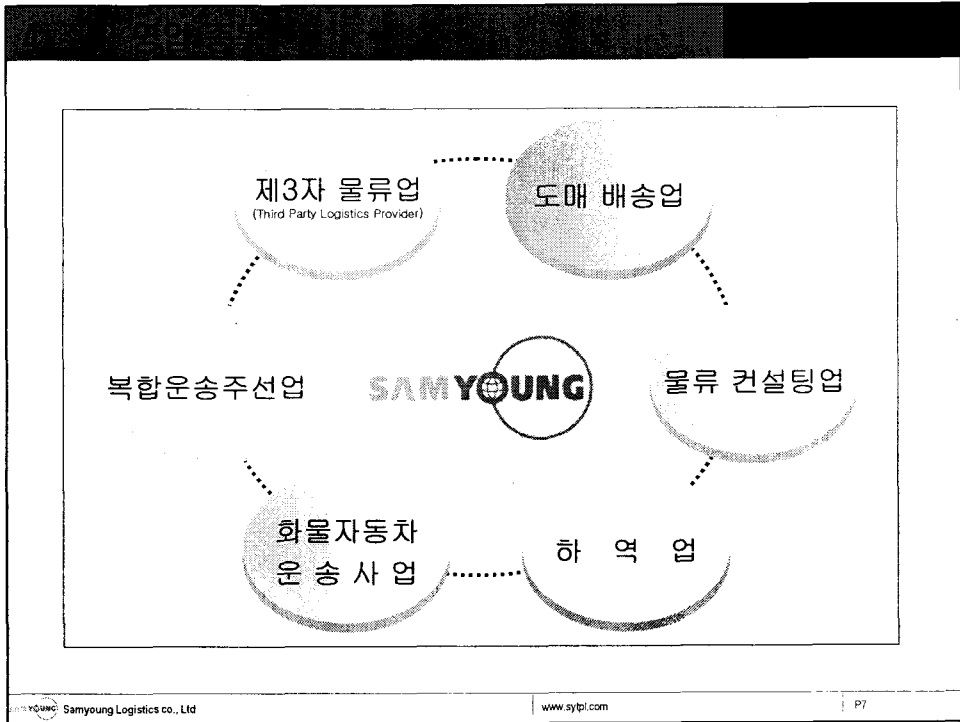 제3자 물류업
(Third Party Logistics Provider)
도매 배송업
복합운송주선업
SAMYOUNG
물류 컨설팅업
화물자동차
운 송 사 업
하 역 업
SAMYOUNG Samyoung Logistics co., Ltd
www.sytpl.com
P7